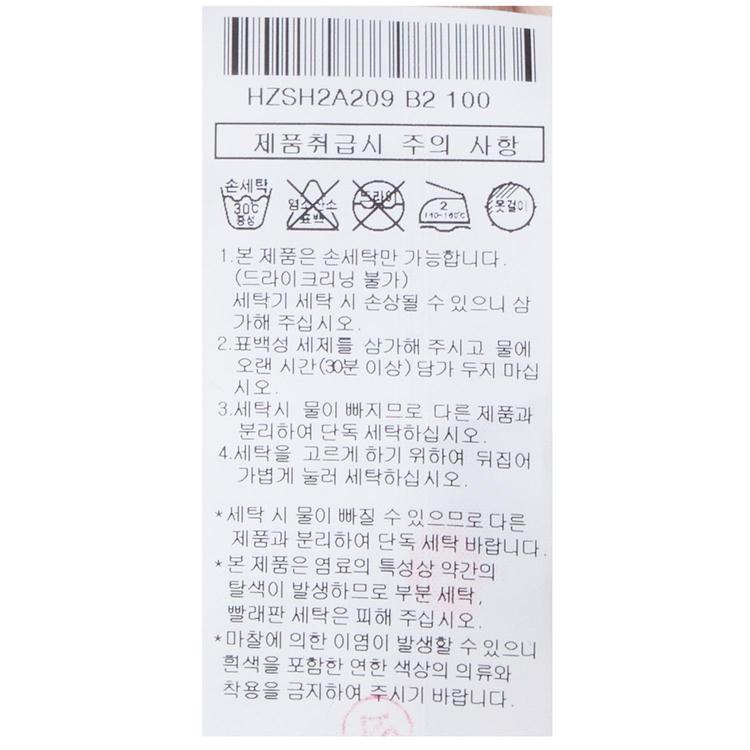 HZSH2A209 B2 100
제품취급시 주의 사항
손세탁
30℃
중성
염소산소
표백
드라이
2
140~160℃
옷걸이
1.본 제품은 손세탁만 가능합니다.
(드라이크리닝 불가)
세탁기 세탁 시 손상될 수 있으니 삼
가해 주십시오.
2.표백성 세제를 삼가해 주시고 물에
오랜 시간(30분 이상) 담가 두지 마십
시오.
3.세탁시 물이 빠지므로 다른 제품과
분리하여 단독 세탁하십시오.
4.세탁을 고르게 하기 위하여 뒤집어
가볍게 눌러 세탁하십시오.
*세탁 시 물이 빠질 수 있으므로 다른
제품과 분리하여 단독 세탁 바랍니다.
*본 제품은 염료의 특성상 약간의
탈색이 발생하므로 부분 세탁,
빨래판 세탁은 피해 주십시오.
*마찰에 의한 이염이 발생할 수 있으니
흰색을 포함한 연한 색상의 의류와
착용을 금지하여 주시기 바랍니다.